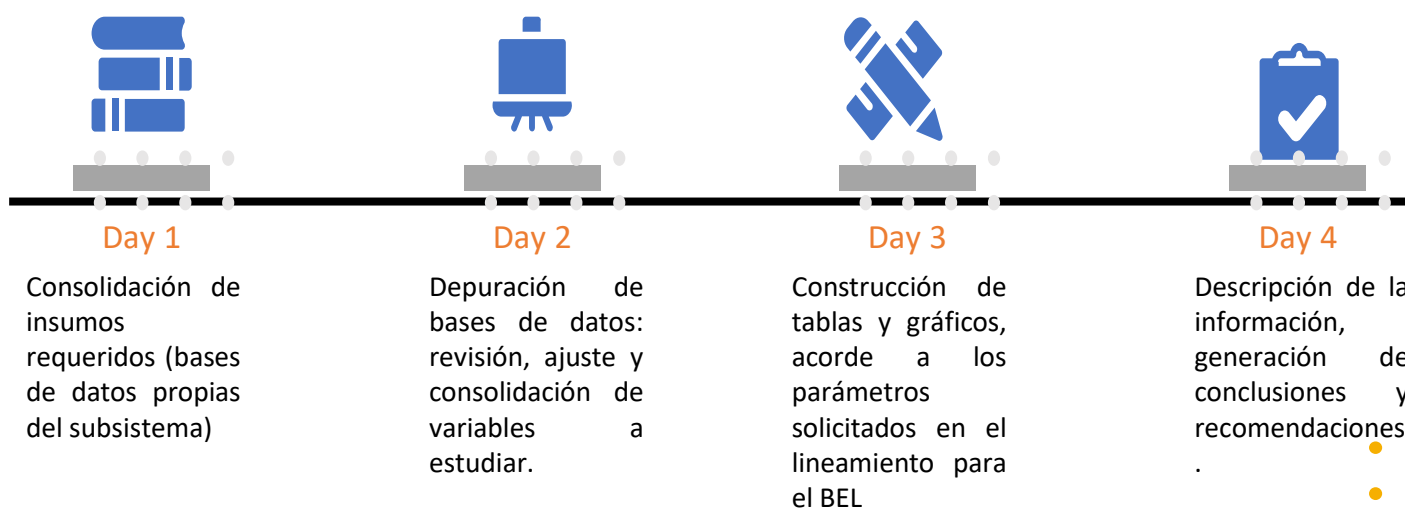 Day 1
Consolidación de
insumos
requeridos (bases
de datos propias
del subsistema)
Day 2
Depuración de
bases de datos:
revisión, ajuste y
consolidación de
variables a
estudiar.
Day 3
Construcción de
tablas y gráficos,
acorde a los
parámetros
solicitados en el
lineamiento para
el BEL
Day 4
Descripción de la
información,
generación de
conclusiones y
recomendaciones
.